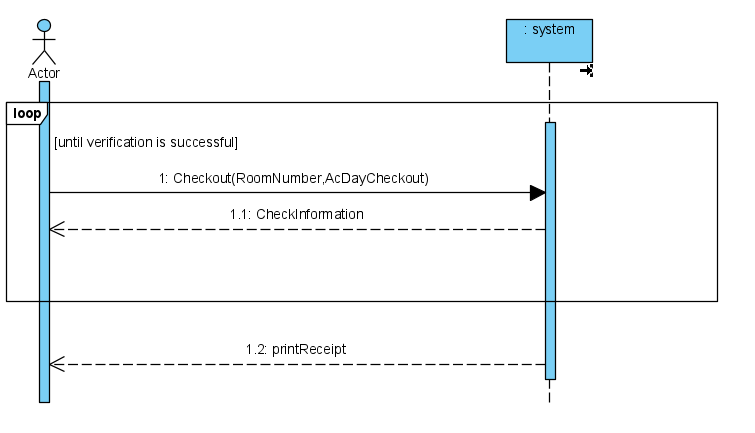 : system
Actor
loop
[until verification is successful]
1: Checkout(RoomNumber,AcDayCheckout)
1.1: CheckInformation
1.2: printReceipt